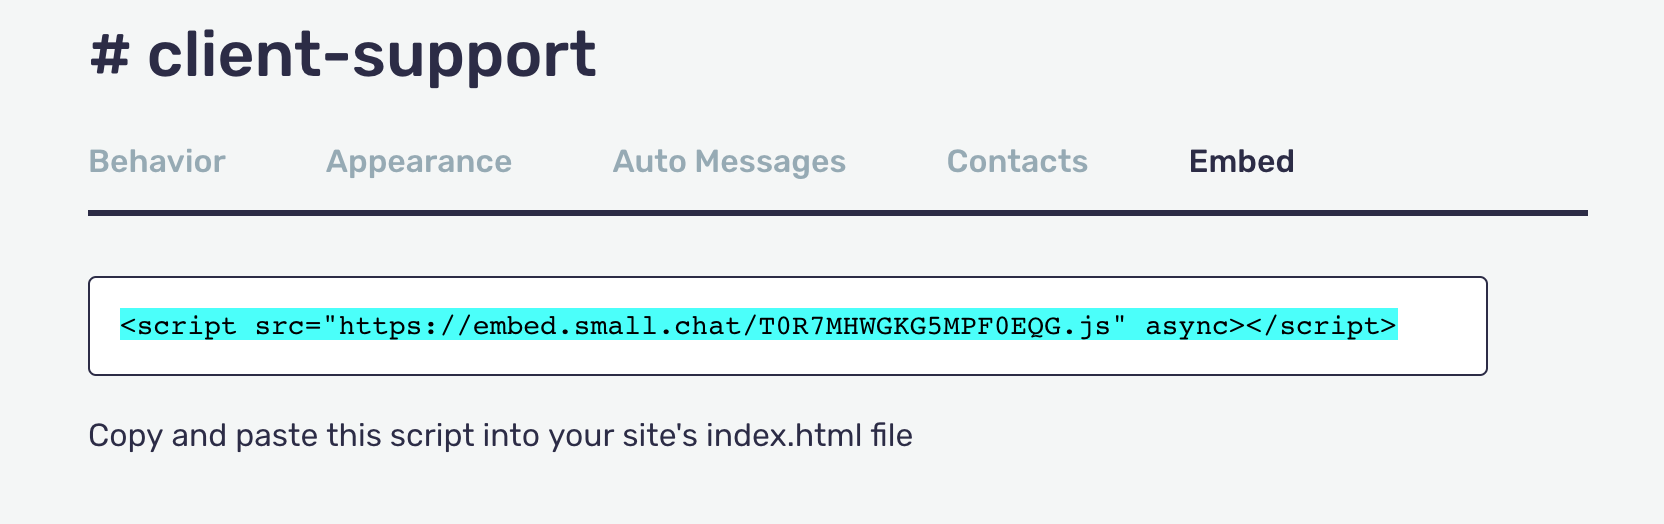 # client-support
Behavior Appearance Auto Messages Contacts Embed
<script src="https://embed.small.chat/T0R7MHWGKG5MPF0EQG.js" async></script>
Copy and paste this script into your site's index.html file